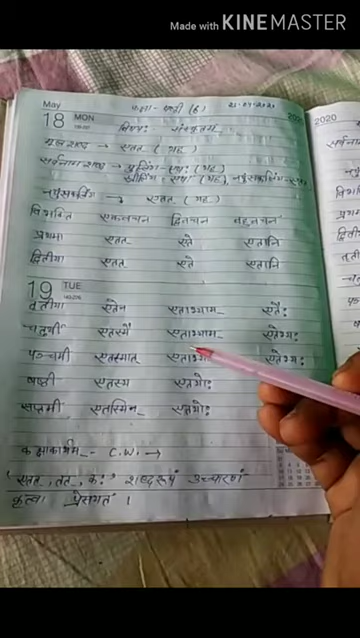 Made with KINEMASTER
May
कक्षा - षष्ठी (6) 2020
18 MON
विषय: संस्कृतम्
मूल शब्द → एतत् (यह)
सर्वनाम शब्द → पुल्लिंग - एष: (यह)
स्त्रीलिंग - एषा (यह), नपुंसकलिंग - एतत्
नपुंसकलिंग → एतत् (यह)
विभक्ति एकवचन द्विवचन बहुवचन
प्रथमा एतत् एते एतानि
द्वितीया एतत् एते एतानि
19 TUE
तृतीया एतेन एताभ्याम् एतै:
चतुर्थी एतस्मै एताभ्याम् एतेभ्य:
पञ्चमी एतस्मात् एताभ्या एतेभ्य:
षष्ठी एतस्य एतयो:
सप्तमी एतस्मिन् एतयो:
कक्षाकार्यम् - C.W. →
"एतत्, तत्, क:" शब्दरूपं उच्चारणं
कृत्वा प्रेषयतं ।
2020